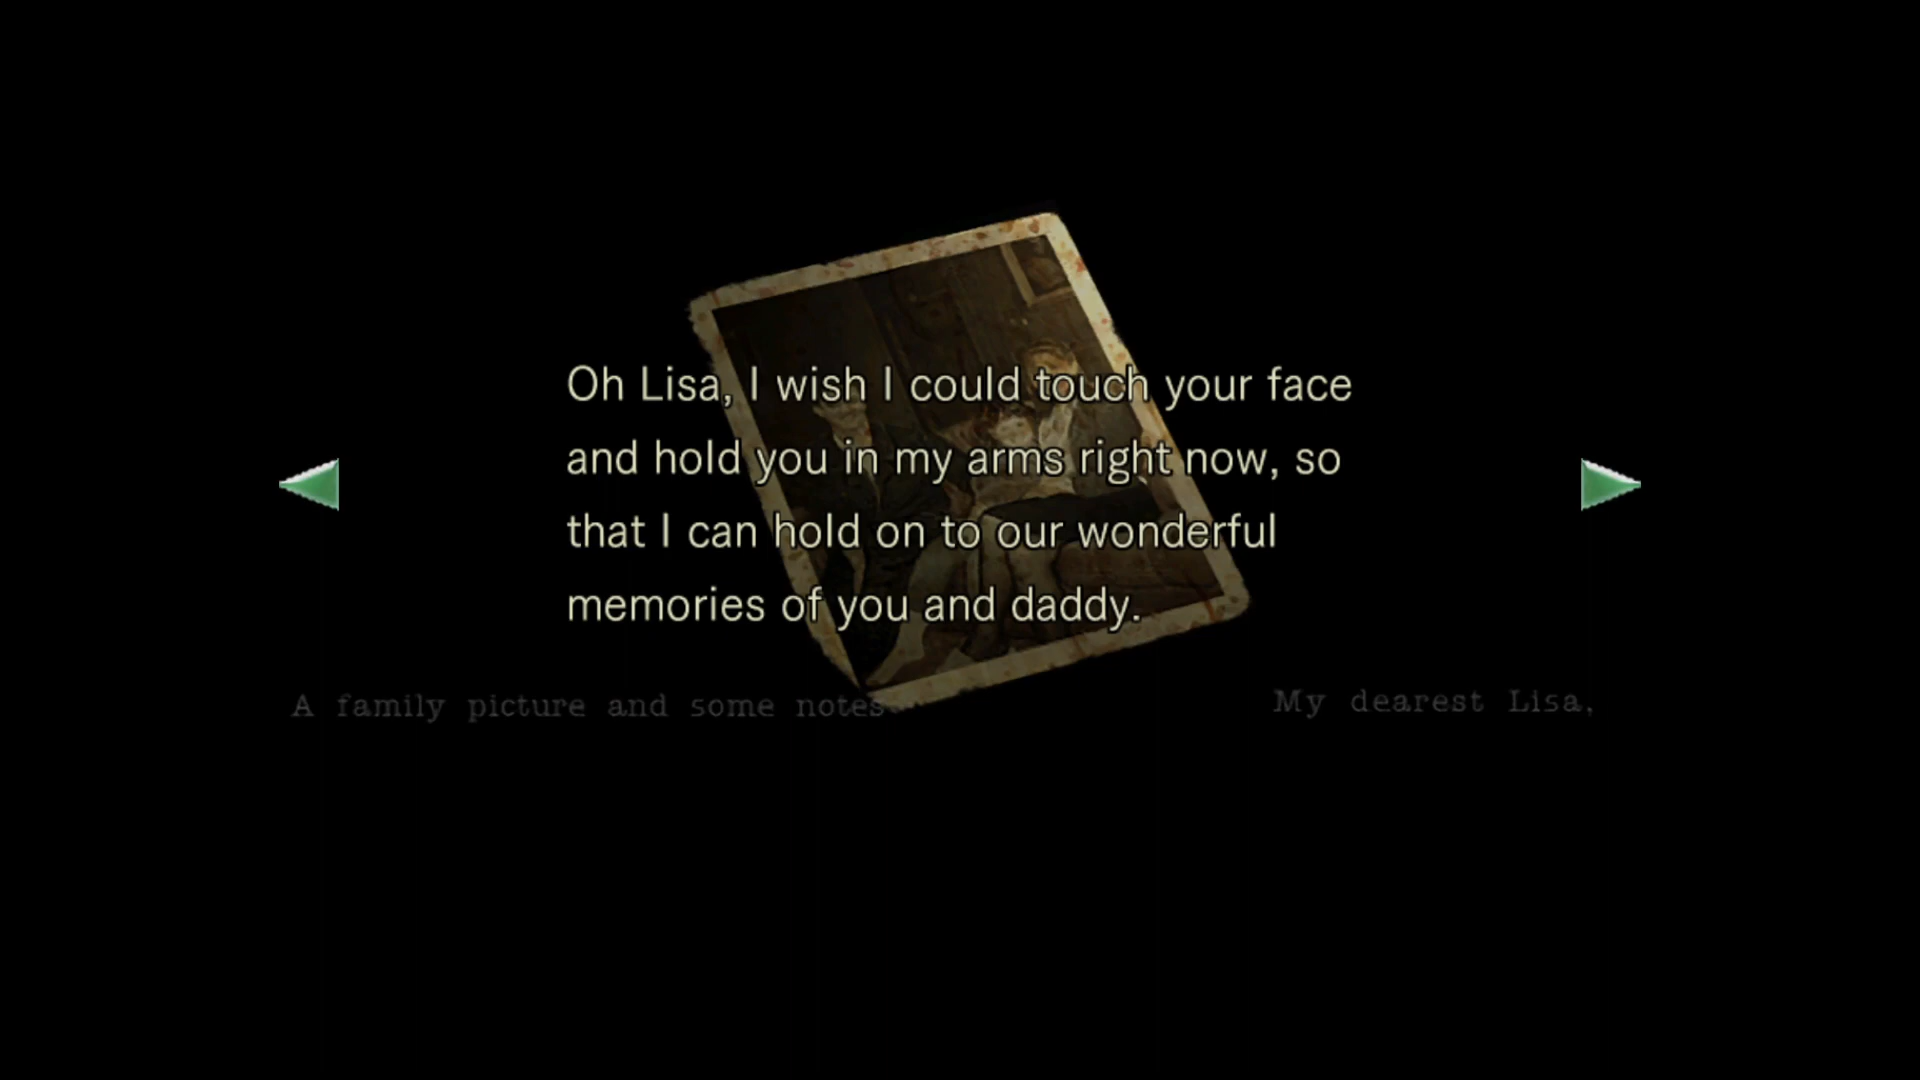 Oh Lisa, I wish I could touch your face
and hold you in my arms right now, so
that I can hold on to our wonderful
memories of you and daddy.
A family picture and some notes
My dearest Lisa,